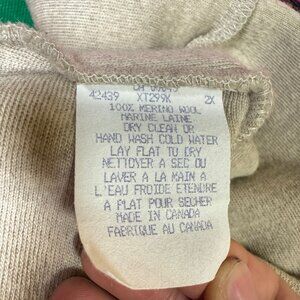 42439 XT299K 2X
100% MERINO WOOL
MARINE LAINE
DRY CLEAN OR
HAND WASH COLD WATER
LAY FLAT TO DRY
NETTOYER A SEC OU
LAVER A LA MAIN A
L'EAU FROIDE ETENDRE
A PLAT POUR SECHER
MADE IN CANADA
FABRIQUE AU CANADA